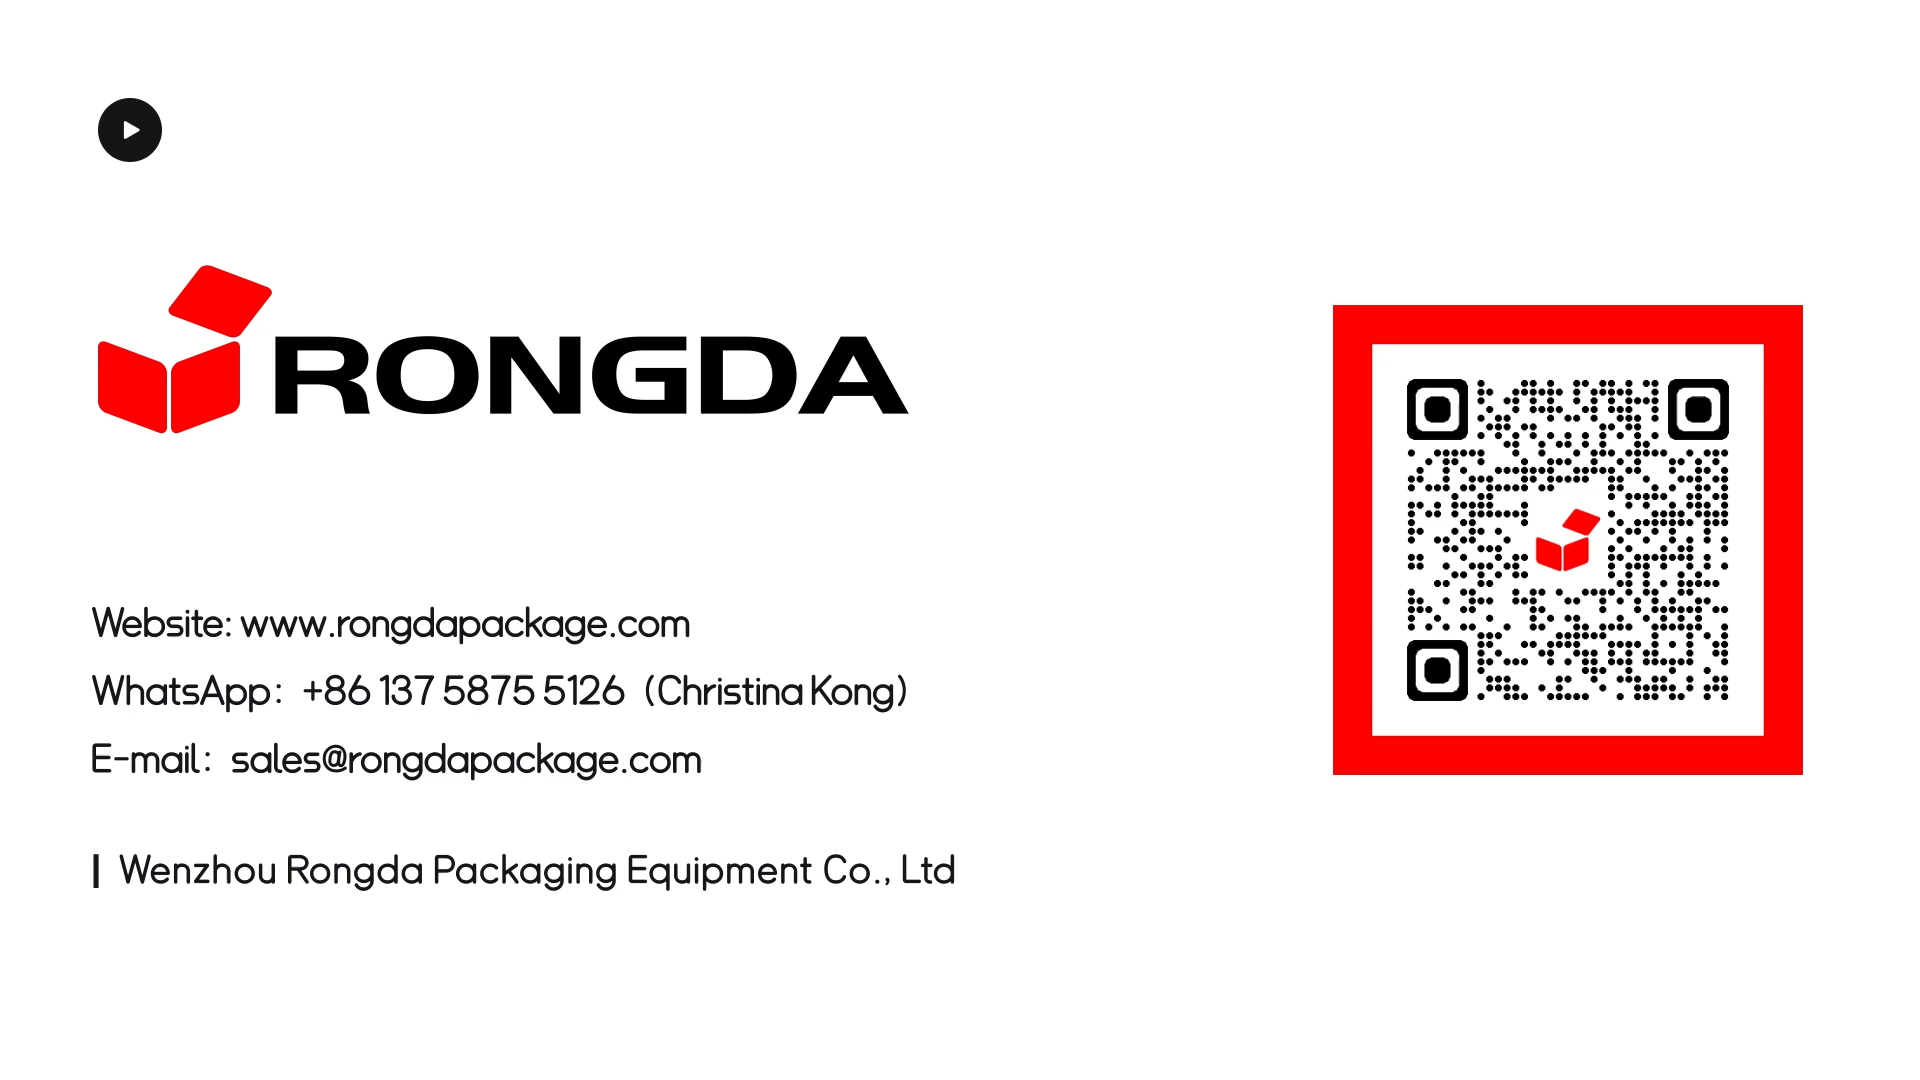 RONGDA
Website: www.rongdapackage.com
WhatsApp: +86 137 5875 5126 (Christina Kong)
E-mail: sales@rongdapackage.com
| Wenzhou Rongda Packaging Equipment Co., Ltd